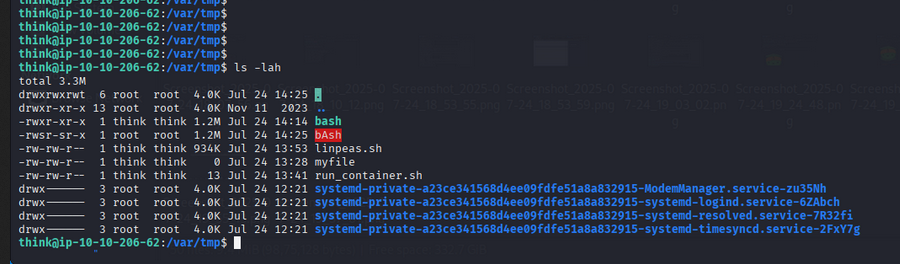 think@ip-10-10-206-62:/var/tmp$
think@ip-10-10-206-62:/var/tmp$
think@ip-10-10-206-62:/var/tmp$
think@ip-10-10-206-62:/var/tmp$
think@ip-10-10-206-62:/var/tmp$
think@ip-10-10-206-62:/var/tmp$ ls -lah
total 3.3M
drwxrwxrwt 6 root root 4.0K Jul 24 14:25 .
drwxr-xr-x 13 root root 4.0K Nov 11 2023 ..
-rwxr-xr-x 1 think think 1.2M Jul 24 14:14 bash
-rwsr-sr-x 1 root root 1.2M Jul 24 14:25 bAsh
-rw-rw-r-- 1 think think 934K Jul 24 13:53 linpeas.sh
-rw-rw-r-- 1 think think 0 Jul 24 13:28 myfile
-rw-rw-r-- 1 think think 13 Jul 24 13:41 run_container.sh
drwx------ 3 root root 4.0K Jul 24 12:21 systemd-private-a23ce341568d4ee09fdfe51a8a832915-ModemManager.service-zu35Nh
drwx------ 3 root root 4.0K Jul 24 12:21 systemd-private-a23ce341568d4ee09fdfe51a8a832915-systemd-logind.service-6ZAbch
drwx------ 3 root root 4.0K Jul 24 12:21 systemd-private-a23ce341568d4ee09fdfe51a8a832915-systemd-resolved.service-7R32fi
drwx------ 3 root root 4.0K Jul 24 12:21 systemd-private-a23ce341568d4ee09fdfe51a8a832915-systemd-timesyncd.service-2FxY7g
think@ip-10-10-206-62:/var/tmp$